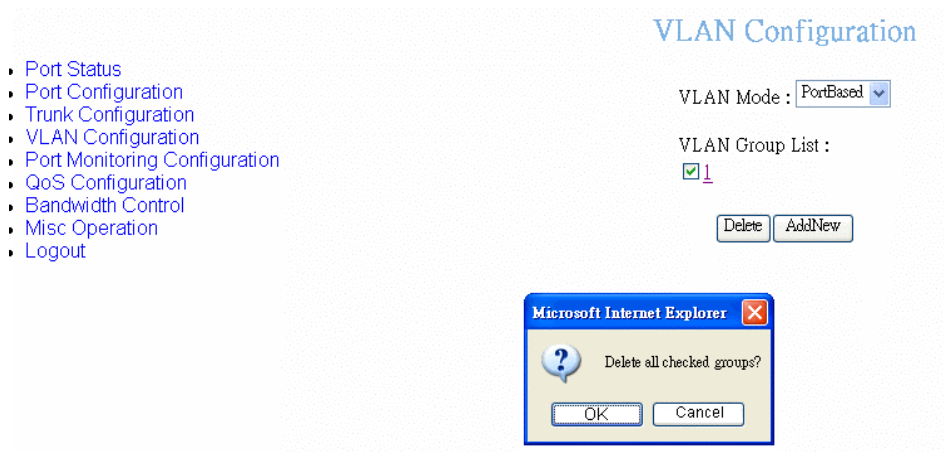 VLAN Configuration
Port Status
Port Configuration
Trunk Configuration
VLAN Configuration
Port Monitoring Configuration
QoS Configuration
Bandwidth Control
Misc Operation
Logout
VLAN Mode : PortBased
VLAN Group List :
1
Delete AddNew
Microsoft Internet Explorer
Delete all checked groups?
OK Cancel